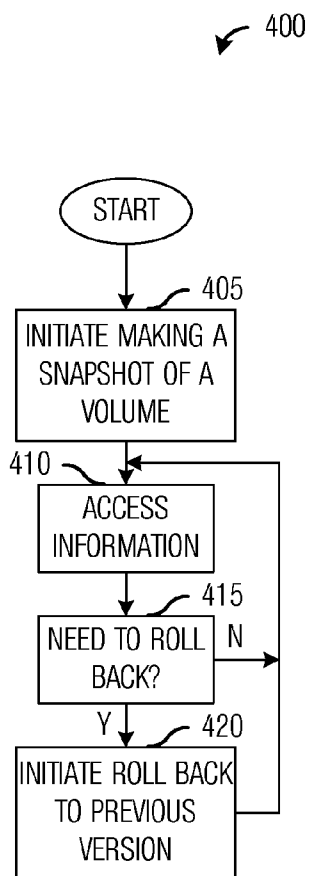 400
START
405
INITIATE MAKING A
SNAPSHOT OF A
VOLUME
410
ACCESS
INFORMATION
415
NEED TO ROLL
BACK?
N
Y
420
INITIATE ROLL BACK
TO PREVIOUS
VERSION